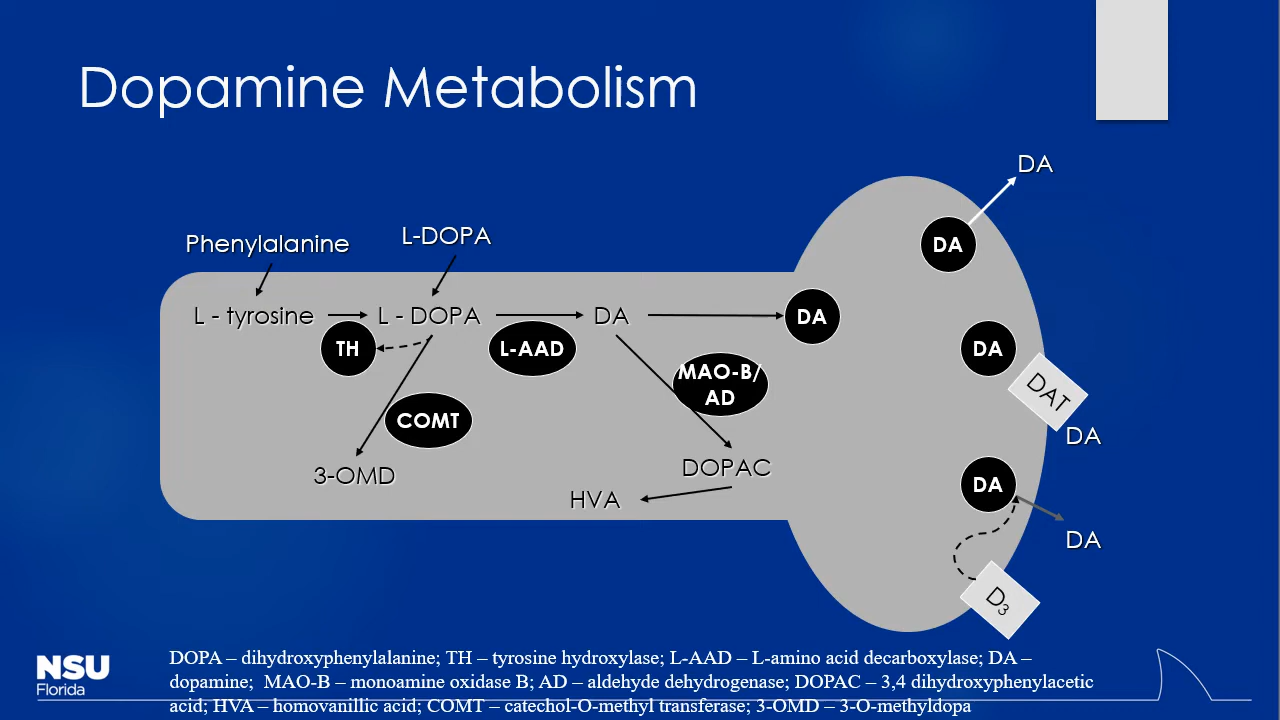 Dopamine Metabolism
DA
DA
Phenylalanine
L-DOPA
L - tyrosine
L - DOPA
DA
DA
TH
L-AAD
MAO-B/
AD
DA
DAT
DA
COMT
3-OMD
DOPAC
HVA
DA
DA
D₃
NSU
Florida
DOPA – dihydroxyphenylalanine; TH – tyrosine hydroxylase; L-AAD – L-amino acid decarboxylase; DA –
dopamine; MAO-B – monoamine oxidase B; AD – aldehyde dehydrogenase; DOPAC – 3,4 dihydroxyphenylacetic
acid; HVA – homovanillic acid; COMT – catechol-O-methyl transferase; 3-OMD – 3-O-methyldopa